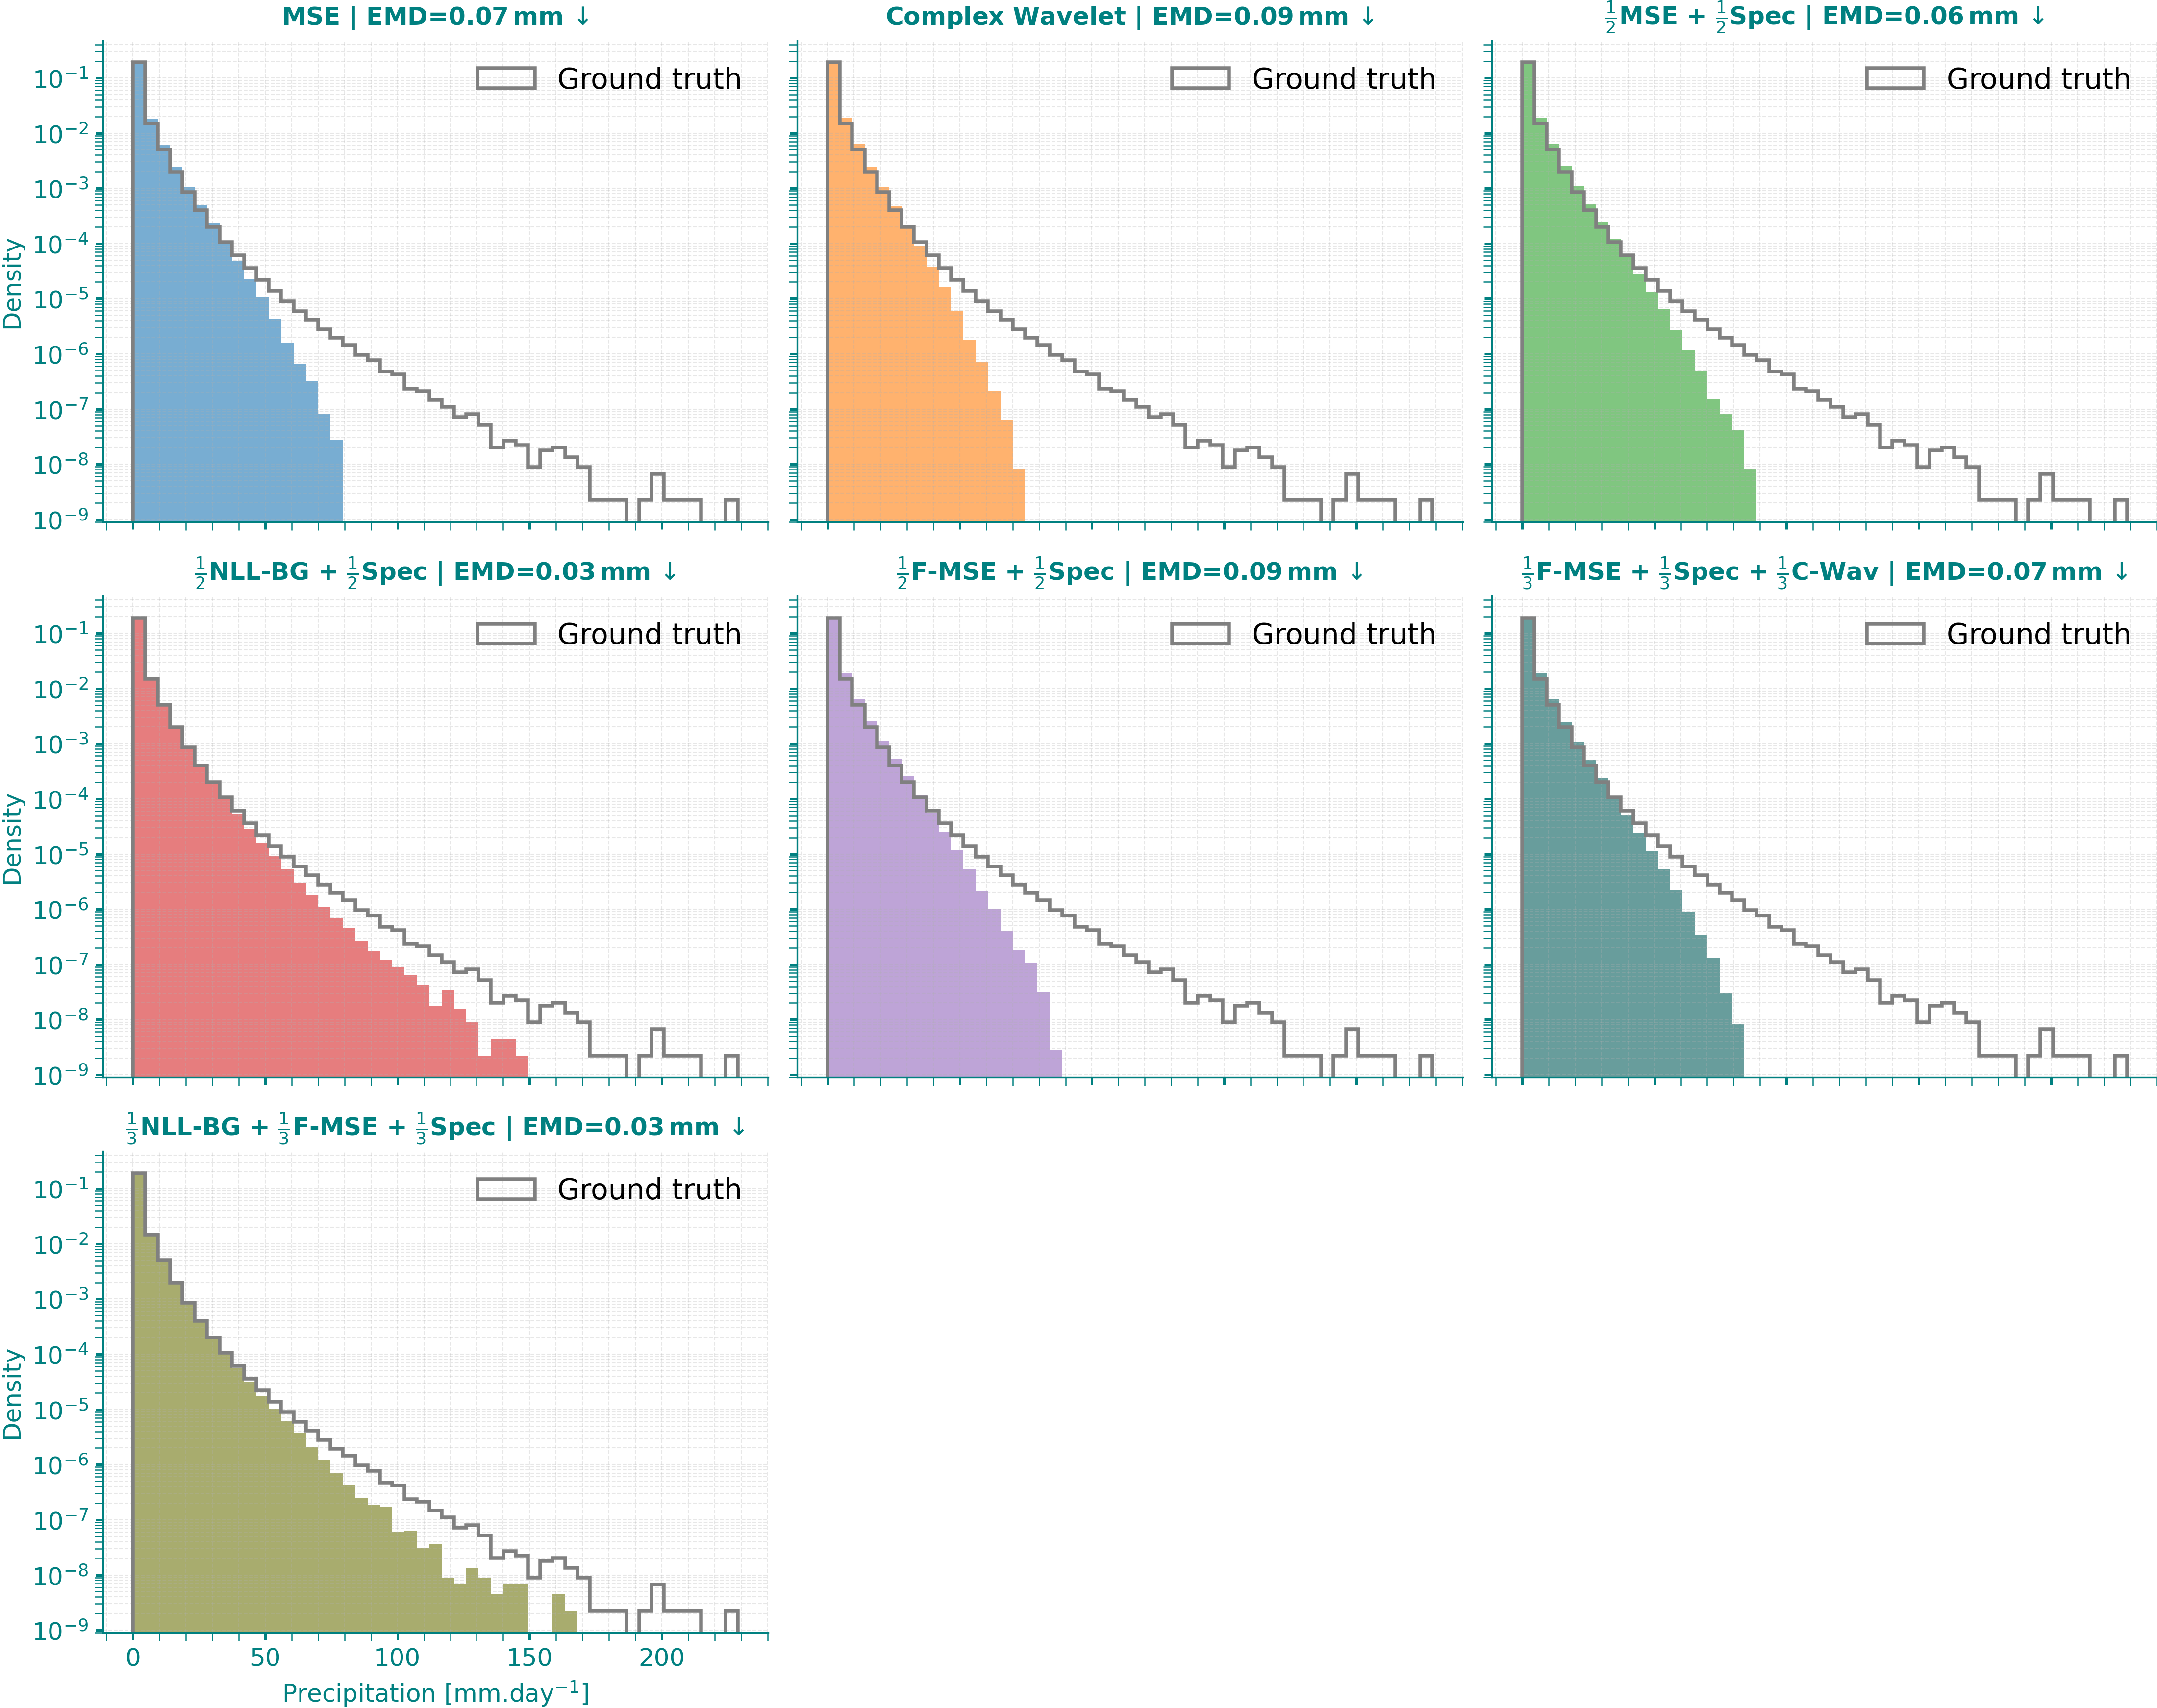 MSE | EMD=0.07 mm ↓
Complex Wavelet | EMD=0.09 mm ↓
½MSE + ½Spec | EMD=0.06 mm ↓
Density
10⁻¹
10⁻²
10⁻³
10⁻⁴
10⁻⁵
10⁻⁶
10⁻⁷
10⁻⁸
10⁻⁹
Ground truth
Ground truth
Ground truth
½NLL-BG + ½Spec | EMD=0.03 mm ↓
½F-MSE + ½Spec | EMD=0.09 mm ↓
⅓F-MSE + ⅓Spec + ⅓C-Wav | EMD=0.07 mm ↓
Density
10⁻¹
10⁻²
10⁻³
10⁻⁴
10⁻⁵
10⁻⁶
10⁻⁷
10⁻⁸
10⁻⁹
Ground truth
Ground truth
Ground truth
⅓NLL-BG + ⅓F-MSE + ⅓Spec | EMD=0.03 mm ↓
Density
10⁻¹
10⁻²
10⁻³
10⁻⁴
10⁻⁵
10⁻⁶
10⁻⁷
10⁻⁸
10⁻⁹
Ground truth
0 50 100 150 200
Precipitation [mm.day⁻¹]